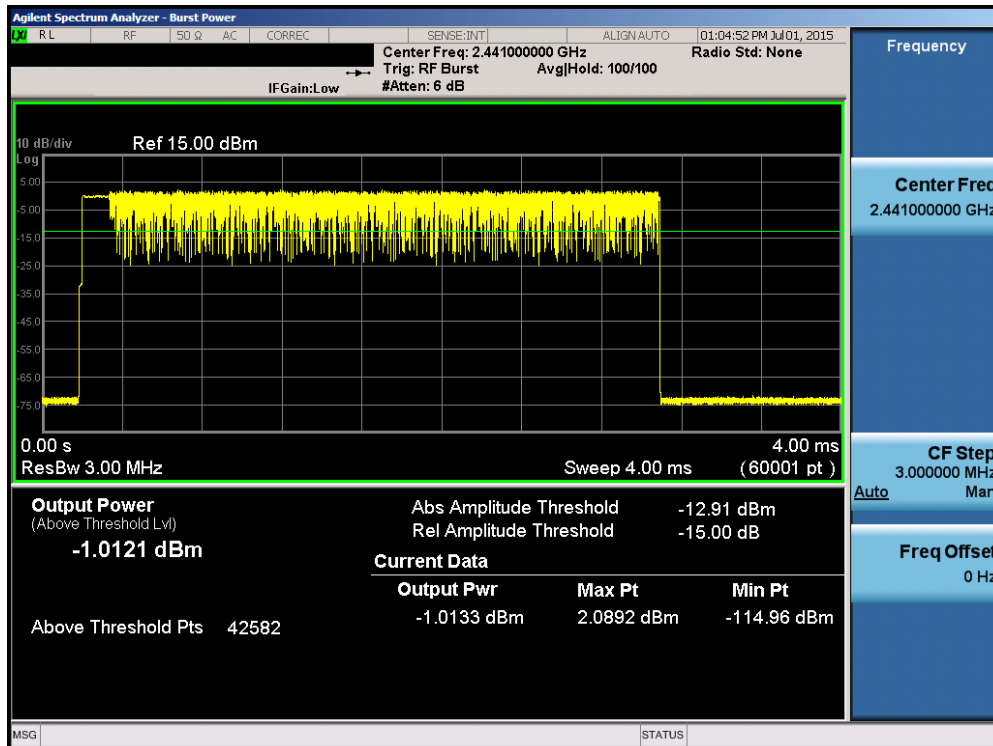 Agilent Spectrum Analyzer - Burst Power
LXI RL RF 50 Ω AC CORREC SENSE:INT ALIGN AUTO 01:04:52 PM Jul 01, 2015
Center Freq: 2.441000000 GHz Radio Std: None
Trig: RF Burst Avg|Hold: 100/100
IFGain:Low #Atten: 6 dB
Frequency
10 dB/div Ref 15.00 dBm
Log
5.00
-5.00
-15.0
-25.0
-35.0
-45.0
-55.0
-65.0
-75.0
0.00 s 4.00 ms
ResBw 3.00 MHz Sweep 4.00 ms (60001 pt )
Center Freq
2.441000000 GHz
CF Step
3.000000 MHz
Auto Man
Freq Offset
0 Hz
Output Power
(Above Threshold Lvl)
-1.0121 dBm
Above Threshold Pts 42582
Abs Amplitude Threshold -12.91 dBm
Rel Amplitude Threshold -15.00 dB
Current Data
Output Pwr Max Pt Min Pt
-1.0133 dBm 2.0892 dBm -114.96 dBm
MSG STATUS